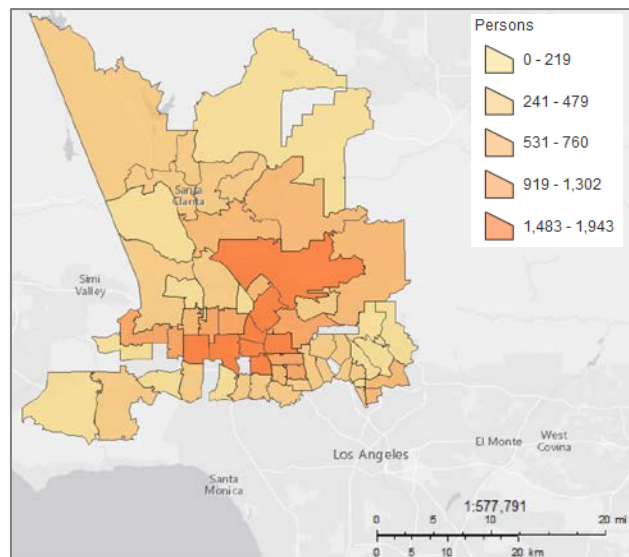 Persons
0 - 219
241 - 479
531 - 760
919 - 1,302
1,483 - 1,943
Santa
Clarita
Simi
Valley
Los Angeles
El Monte
West
Covina
Santa
Monica
1:577,791
0 5 10 20 mi
0 5 10 20 km